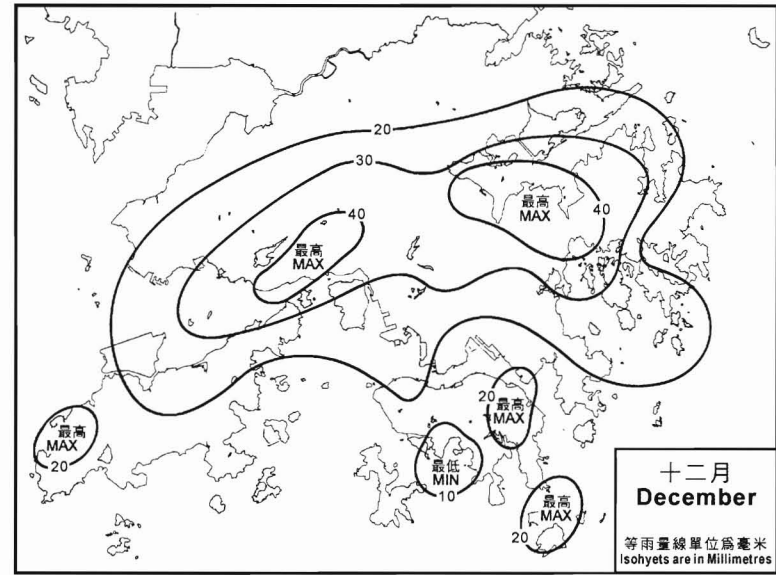 20
30
40
最高
MAX
40
最高
MAX
20
最高
MAX
最高
MAX
20
最低
MIN
10
最高
MAX
20
十二月
December
等雨量線單位爲毫米
Isohyets are in Millimetres